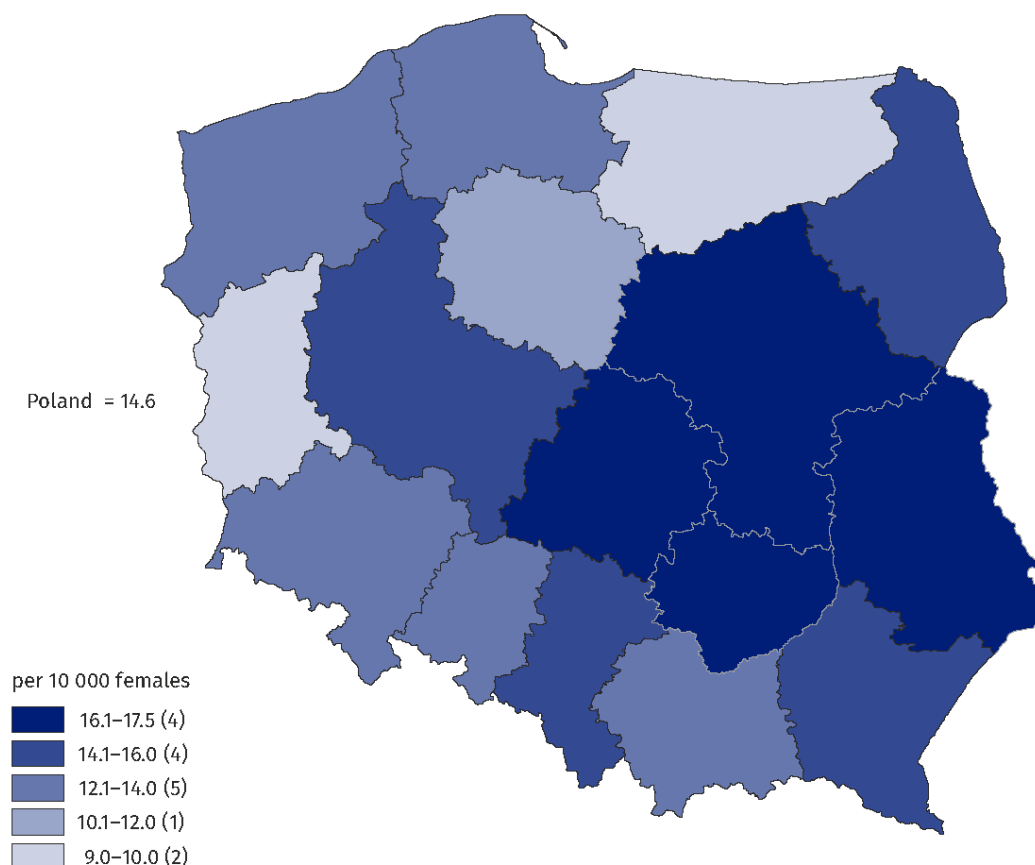 Poland = 14.6
per 10 000 females
16.1–17.5 (4)
14.1–16.0 (4)
12.1–14.0 (5)
10.1–12.0 (1)
9.0–10.0 (2)